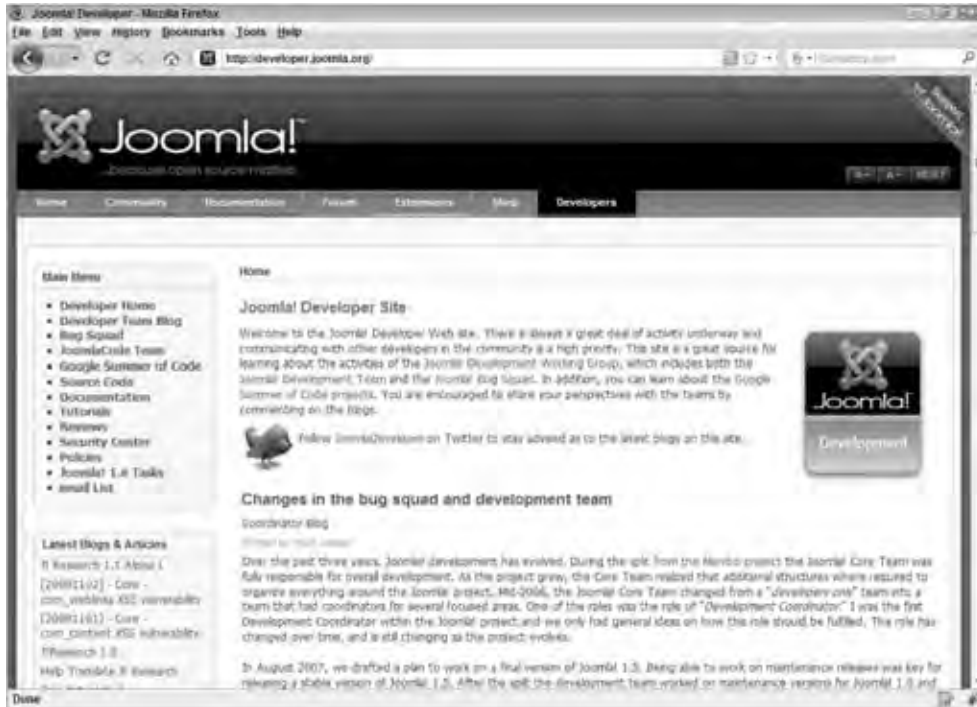 Joomla! Developer - Mozilla Firefox
File Edit View History Bookmarks Tools Help
http://developer.joomla.org/
Joomla!
Home Community Documentation Forum Extensions Shop Developers
Main Menu
Developer Home
Developer Team Blog
Bug Squad
JoomlaCode Team
Google Summer of Code
Source Code
Documentation
Tutorials
Reviews
Security Center
Policies
Joomla! 1.6 Tasks
email List
Latest Blogs & Articles
[20081102] - Core -
com_weblinks XSS vulnerability
[20081101] - Core -
com_content XSS vulnerability
Home
Joomla! Developer Site
Welcome to the Joomla! Developer Web site. There is always a great deal of activity underway and
communicating with other developers in the community is a high priority. This site is a great source for
learning about the activities of the Joomla! Development Working Group, which includes both the
Joomla! Development Team and the Joomla! Bug Squad. In addition, you can learn about the Google
Summer of Code projects. You are encouraged to share your perspectives with the teams by
commenting on the blogs.
Follow JoomlaDeveloper on Twitter to stay advised as to the latest blogs on this site.
Joomla!
Development
Changes in the bug squad and development team
Coordinator Blog
Over the past three years, Joomla! development has evolved. During the split from the Mambo project the Joomla! Core Team was
fully responsible for overall development. As the project grew, the Core Team realized that additional structures where required to
organize everything around the Joomla! project. Mid-2006, the Joomla! Core Team changed from a "developers only" team into a
team that had coordinators for several focused areas. One of the roles was the role of "Development Coordinator." I was the first
Development Coordinator within the Joomla! project and we only had general ideas on how this role should be fulfilled. The role has
changed over time, and is still changing as the project evolves.
In August 2007, we drafted a plan to work on a final version of Joomla! 1.5. Being able to work on maintenance releases was key for
releasing a stable version of Joomla! 1.5. After the split the development team worked on maintenance versions for Joomla! 1.0 and
Done